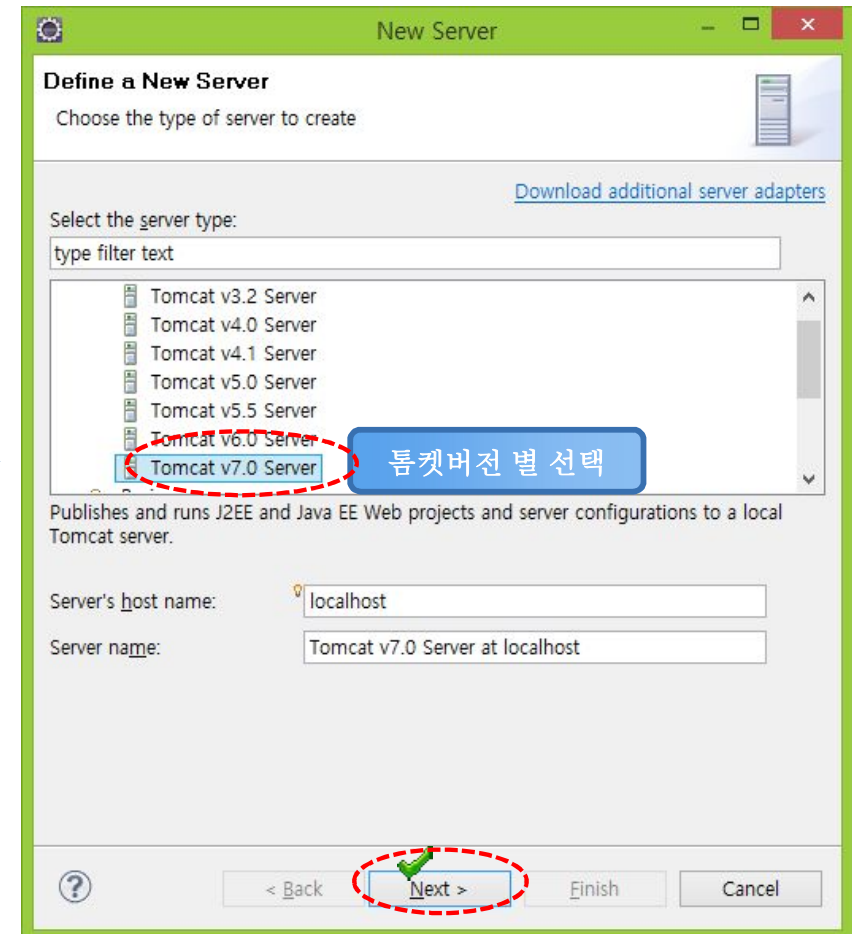 New Server
Define a New Server
Choose the type of server to create
Download additional server adapters
Select the server type:
type filter text
Tomcat v3.2 Server
Tomcat v4.0 Server
Tomcat v4.1 Server
Tomcat v5.0 Server
Tomcat v5.5 Server
Tomcat v6.0 Server
Tomcat v7.0 Server
톰켓버전 별 선택
Publishes and runs J2EE and Java EE Web projects and server configurations to a local
Tomcat server.
Server's host name:
localhost
Server name:
Tomcat v7.0 Server at localhost
< Back
Next >
Finish
Cancel